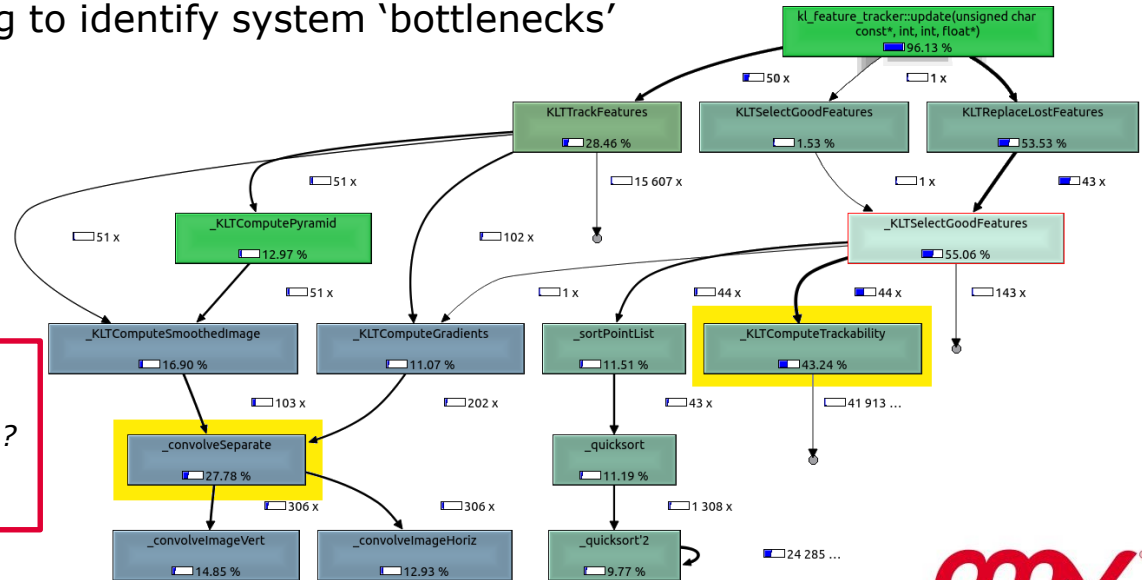 g to identify system ‘bottlenecks’
kl_feature_tracker::update(unsigned char
const*, int, int, float*)
96.13 %
50 x
1 x
KLTTrackFeatures
28.46 %
KLTSelectGoodFeatures
1.53 %
KLTReplaceLostFeatures
53.53 %
51 x
15 607 x
1 x
43 x
51 x
_KLTComputePyramid
12.97 %
102 x
_KLTSelectGoodFeatures
55.06 %
51 x
1 x
44 x
44 x
143 x
_KLTComputeSmoothedImage
16.90 %
_KLTComputeGradients
11.07 %
_sortPointList
11.51 %
_KLTComputeTrackability
43.24 %
103 x
202 x
43 x
41 913 ...
?
_convolveSeparate
27.78 %
_quicksort
11.19 %
306 x
306 x
1 308 x
_convolveImageVert
14.85 %
_convolveImageHoriz
12.93 %
_quicksort'2
9.77 %
24 285 ...